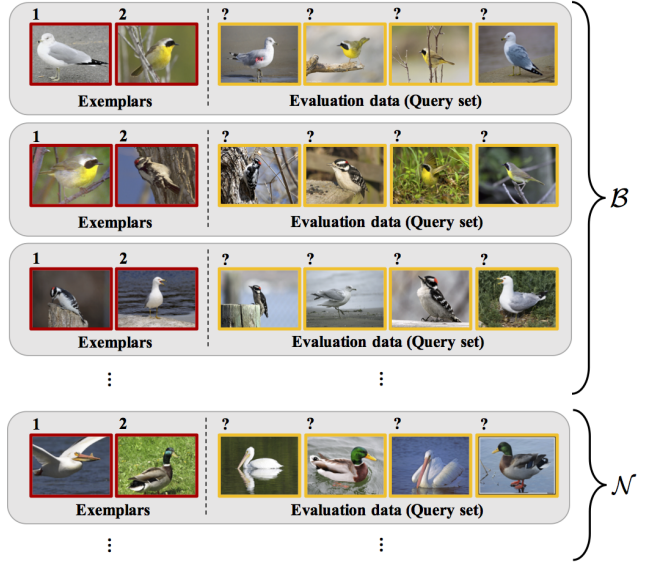 1 2 ? ? ? ?
Exemplars Evaluation data (Query set)
1 2 ? ? ? ?
Exemplars Evaluation data (Query set)
ℬ
1 2 ? ? ? ?
Exemplars Evaluation data (Query set)
⋮ ⋮
1 2 ? ? ? ?
Exemplars Evaluation data (Query set)
𝒩
⋮ ⋮